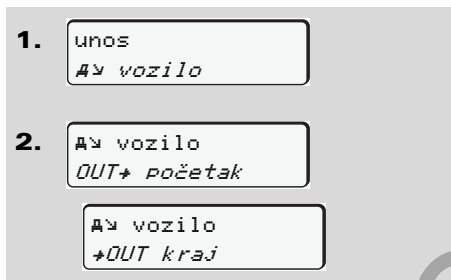 1. unos
vozilo
2. vozilo
OUT+ početak
vozilo
+OUT kraj